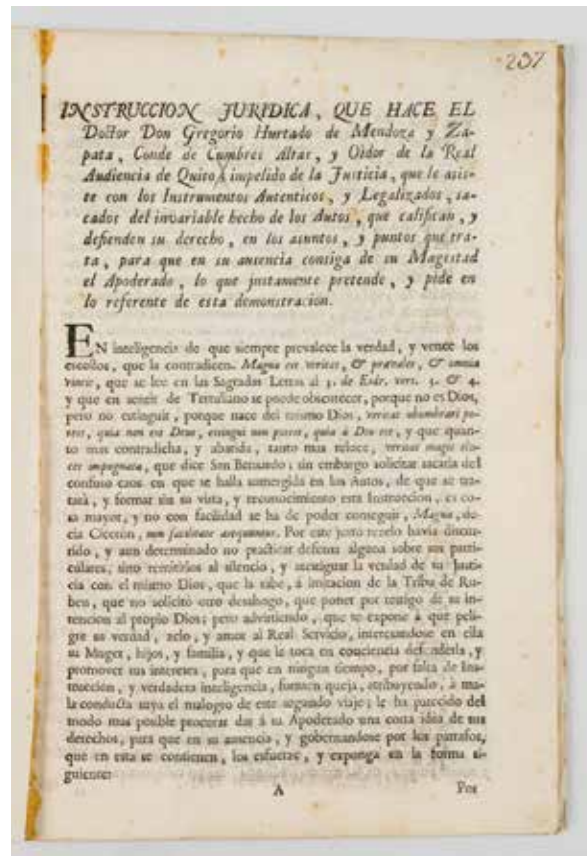 237
INSTRUCCION JURIDICA, QUE HACE EL
Doctor Don Gregorio Hurtado de Mendoza y Za-
pata, Conde de Cumbres Altas, y Oidor de la Real
Audiencia de Quito, impelido de la Justicia, que le asis-
te con los Instrumentos Autenticos, y Legalizados, sa-
cados del invariable hecho de los Autos, que califican, y
defienden su derecho, en los asuntos, y puntos que tra-
ta, para que en su ausencia consiga de su Magestad
el Apoderado, lo que justamente pretende, y pide en
lo referente de esta demonstracion.
EN inteligencia de que siempre prevalece la verdad, y vence los
escollos, que la contradicen. Magna est veritas, & prævalet, & omnia
vincit, que se lee en las Sagradas Letras al 3. de Esdr. vers. 3. & 4.
y que en sentir de Tertuliano se puede obscurecer, porque no es Dios,
pero no estinguir, porque nace del mismo Dios, veritas obumbrari po-
test, quia non est Deus, extingui non potest, quia à Deo est, y que quan-
to mas contradicha, y abatida, tanto mas reluce, veritas magis elu-
cet impugnata, que dice San Bernardo; sin embargo solicitar sacarla del
confuso caos en que se halla sumergida en los Autos, de que se tra-
tarà, y formar sin su vista, y reconocimiento esta Instruccion, es co-
sa mayor, y no con facilidad se ha de poder conseguir, Magna, de-
cia Ciceròn, non facilitate assequuntur. Por este justo rezelo havia discur-
rido, y aun determinado no practicar defensa alguna sobre sus parti-
culares, sino remitirlos al silencio, y atestiguar la verdad de su Justi-
cia con el mismo Dios, que la sabe, à imitacion de la Tribu de Ru-
ben, que no solicitò otro desahogo, que poner por testigo de su in-
tencion al propio Dios; pero advirtiendo, que se expone à que peli-
gre su verdad, zelo, y amor al Real Servicio, interesandose en ella
su Muger, hijos, y familia, y que le toca en conciencia defenderla, y
promover sus intereses, para que en ningun tiempo, por falta de Ins-
truccion, y verdadera inteligencia, formen queja, atribuyendo, à ma-
la conducta suya el malogro de este segundo viaje; le ha parecido del
modo mas posible procurar dar à su Apoderado una corta idèa de sus
derechos, para que en su ausencia, y gobernandose por los parrafos,
que en esta se contienen, los esfuerze, y exponga en la forma si-
guiente:
A Por